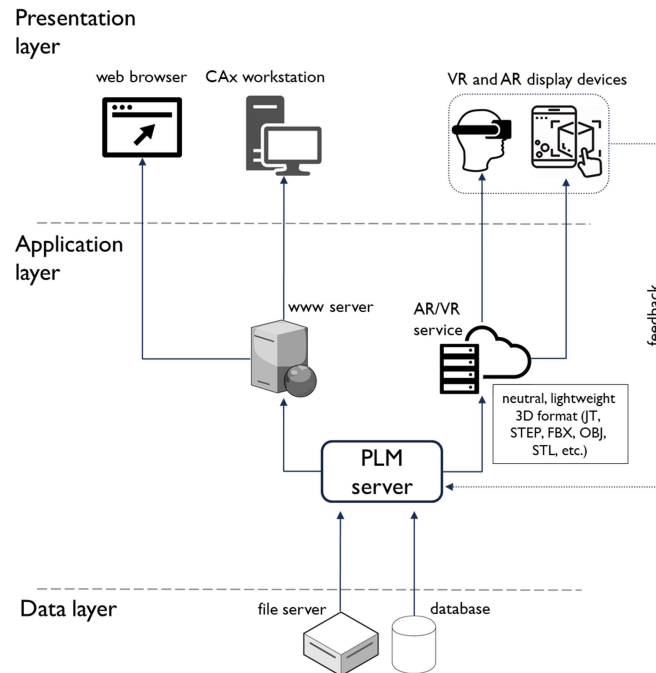 Presentation
layer
web browser
CAx workstation
VR and AR display devices
Application
layer
www server
AR/VR
service
feedback
neutral, lightweight
3D format (JT,
STEP, FBX, OBJ,
STL, etc.)
PLM
server
Data layer
file server
database